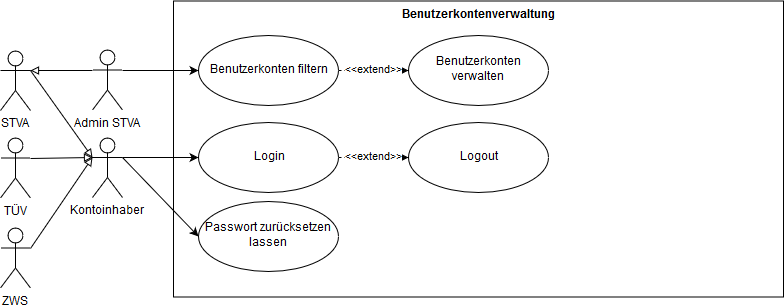 Benutzerkontenverwaltung
Benutzerkonten filtern
<<extend>>
Benutzerkonten
verwalten
STVA
Admin STVA
Login
<<extend>>
Logout
TÜV
Kontoinhaber
Passwort zurücksetzen
lassen
ZWS